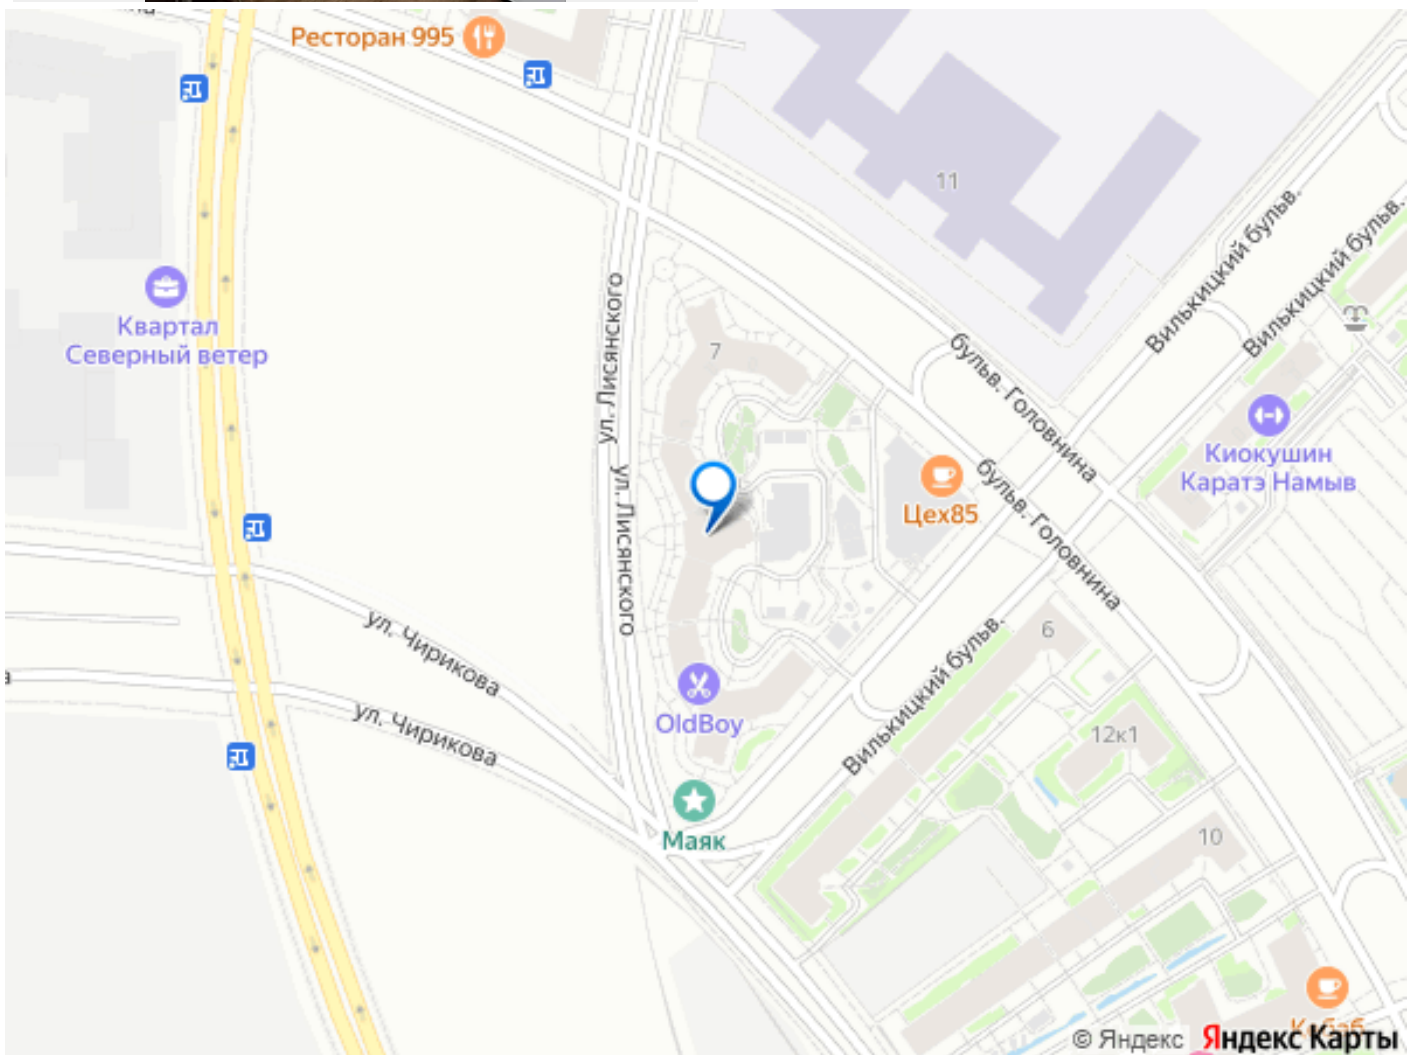 Ресторан 995
11
Вилькицкий бульв.
Вилькицкий бульв.
Квартал
Северный ветер
ул. Лисянского
7
бульв. Головнина
Киокушин
Каратэ Намыв
ул. Лисянского
Цех85
бульв. Головнина
ул. Чирикова
6
Вилькицкий бульв.
OldBoy
ул. Чирикова
12к1
Маяк
10
© Яндекс Яндекс Карты